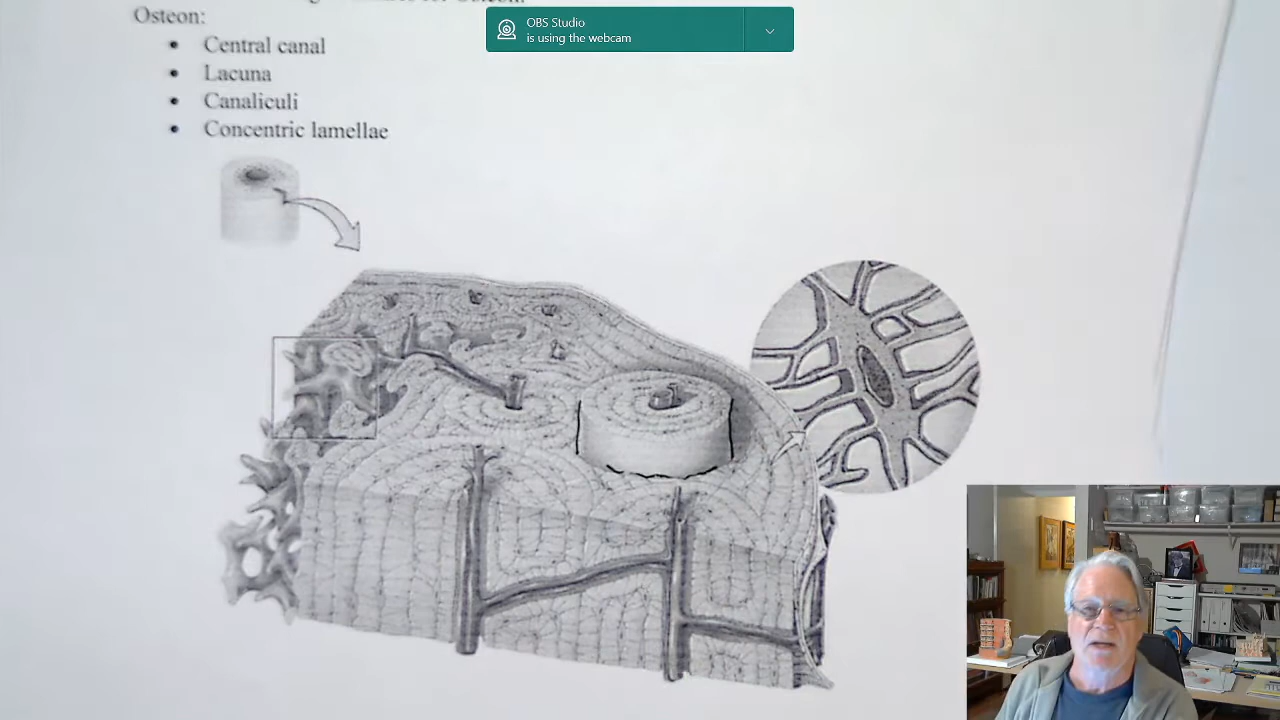 Osteon:
OBS Studio
is using the webcam
• Central canal
• Lacuna
• Canaliculi
• Concentric lamellae